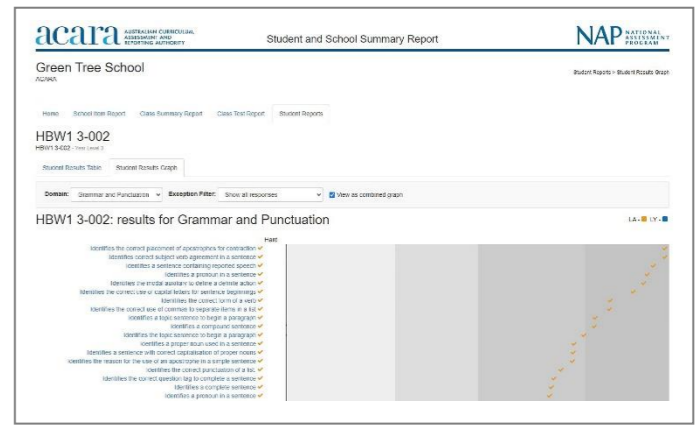 acara AUSTRALIAN CURRICULUM, ASSESSMENT AND REPORTING AUTHORITY
Student and School Summary Report
NAP NATIONAL ASSESSMENT PROGRAM
Green Tree School
ACARA
Student Reports > Student Results Graph
Home School Item Report Class Summary Report Class Test Report Student Reports
HBW1 3-002
HBW1 3-002 - Year Level 3
Student Results Table Student Results Graph
Domain: Grammar and Punctuation Exception Filter: Show all responses View as combined graph
HBW1 3-002: results for Grammar and Punctuation
LA - LY -
Hard
Identifies the correct placement of apostrophes for contraction
Identifies correct subject verb agreement in a sentence
Identifies a sentence containing reported speech
Identifies a pronoun in a sentence
Identifies the modal auxiliary to define a definite action
Identifies the correct use of capital letters for sentence beginnings
Identifies the correct form of a verb
Identifies the correct use of commas to separate items in a list
Identifies a topic sentence to begin a paragraph
Identifies a compound sentence
Identifies the topic sentence to begin a paragraph
Identifies a proper noun used in a sentence
Identifies a sentence with correct capitalisation of proper nouns
Identifies the reason for the use of an apostrophe in a simple sentence
Identifies the correct punctuation of a list
Identifies the correct question tag to complete a sentence
Identifies a complete sentence
Identifies a pronoun in a sentence